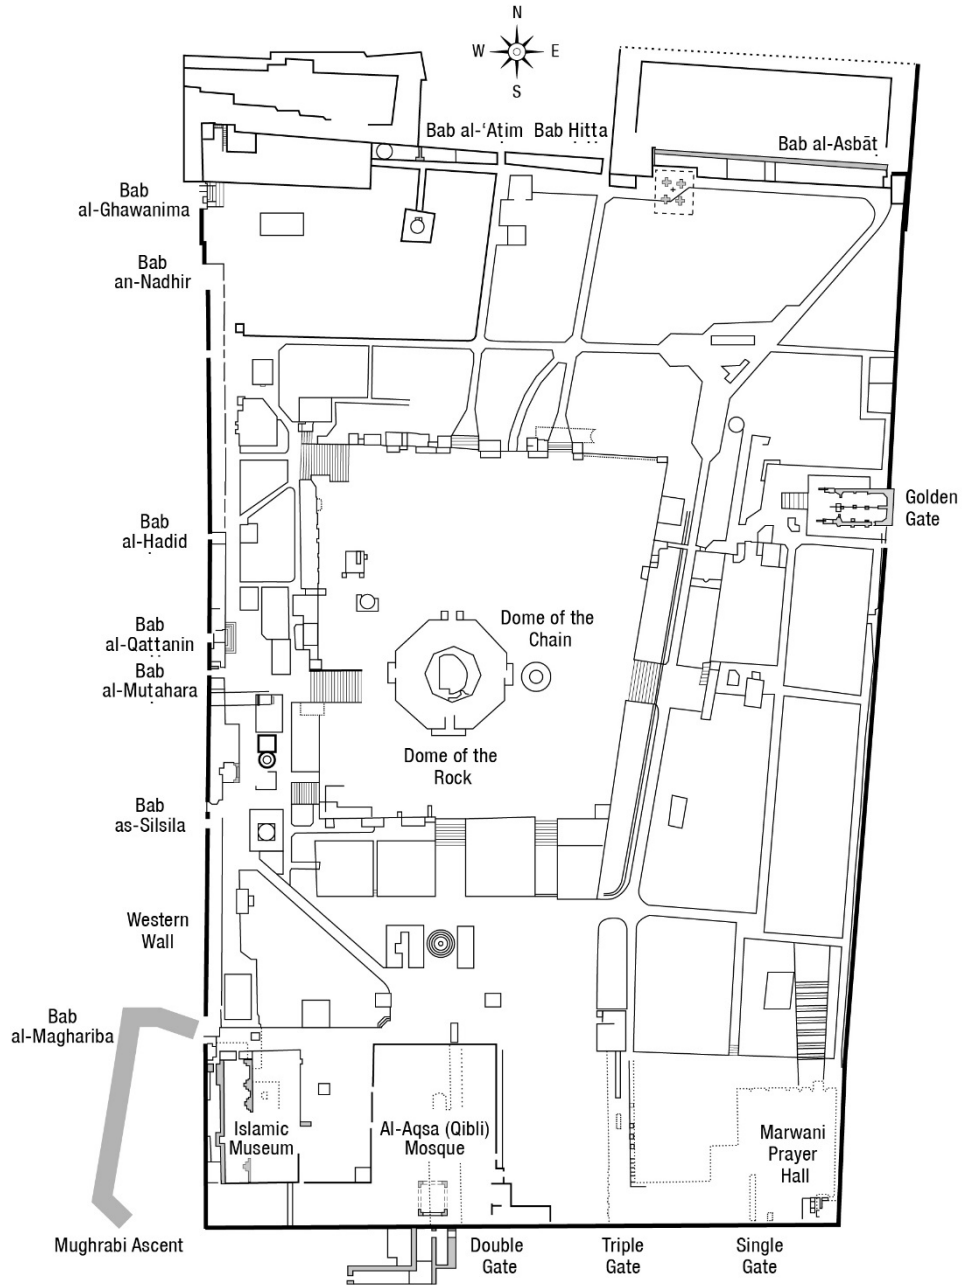 N
W
E
S
Bab al-‘Atim
Bab Hitta
Bab al-Asbāt
Bab
al-Ghawanima
Bab
an-Nadhir
Golden
Gate
Bab
al-Hadid
Bab
al-Qattanin
Bab
al-Mutahara
Dome of the
Chain
Dome of the
Rock
Bab
as-Silsila
Western
Wall
Bab
al-Maghariba
Islamic
Museum
Al-Aqsa (Qibli)
Mosque
Marwani
Prayer
Hall
Mughrabi Ascent
Double
Gate
Triple
Gate
Single
Gate